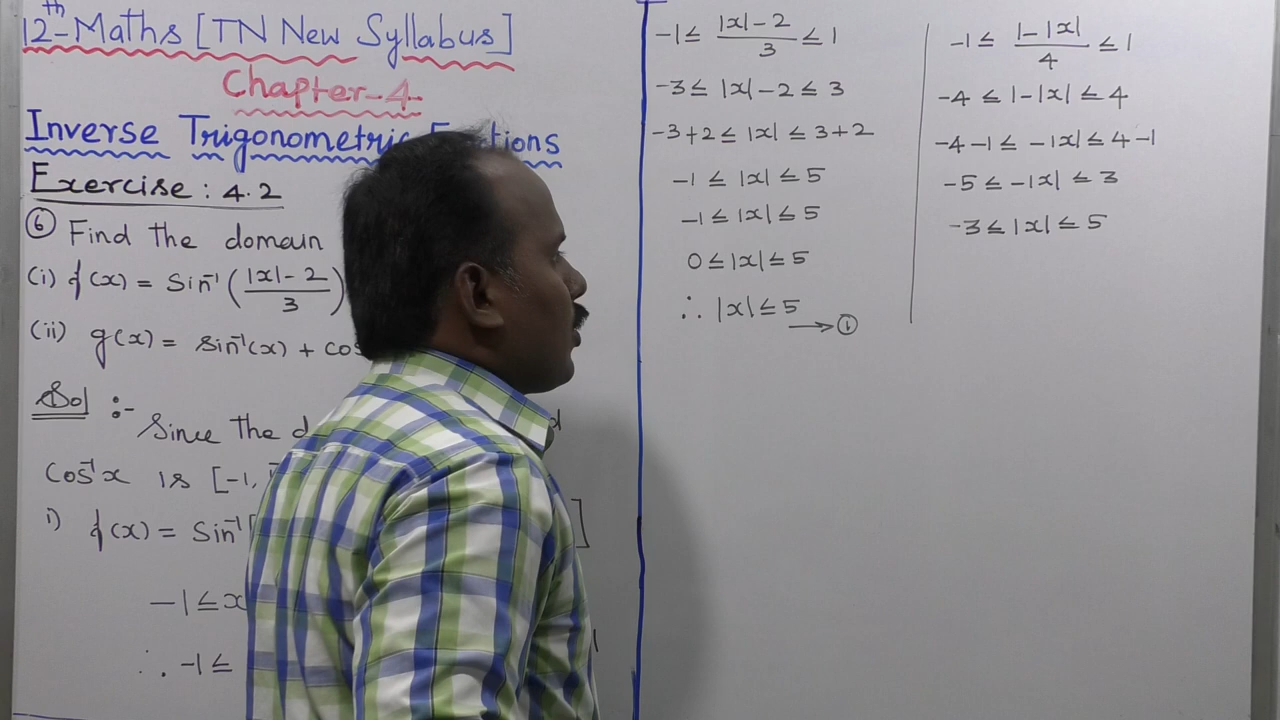 12th-Maths [TN New Syllabus]
Chapter-4
Inverse Trigonometric
Exercise : 4.2
⑥ Find the domain
(i) f(x) = Sin⁻¹(|x| - 2 / 3)
(ii) g(x) = sin⁻¹(x) + cos
Sol :-
Since the d
Cos⁻¹x is [-1,
i) f(x) = Sin⁻¹[ ]
-1 ≤ x
∴ -1 ≤
-1 ≤ |x| - 2 / 3 ≤ 1
-3 ≤ |x| - 2 ≤ 3
-3+2 ≤ |x| ≤ 3+2
-1 ≤ |x| ≤ 5
-1 ≤ |x| ≤ 5
0 ≤ |x| ≤ 5
∴ |x| ≤ 5
→ ①
-1 ≤ 1 - |x| / 4 ≤ 1
-4 ≤ 1 - |x| ≤ 4
-4 - 1 ≤ -|x| ≤ 4 - 1
-5 ≤ -|x| ≤ 3
-3 ≤ |x| ≤ 5